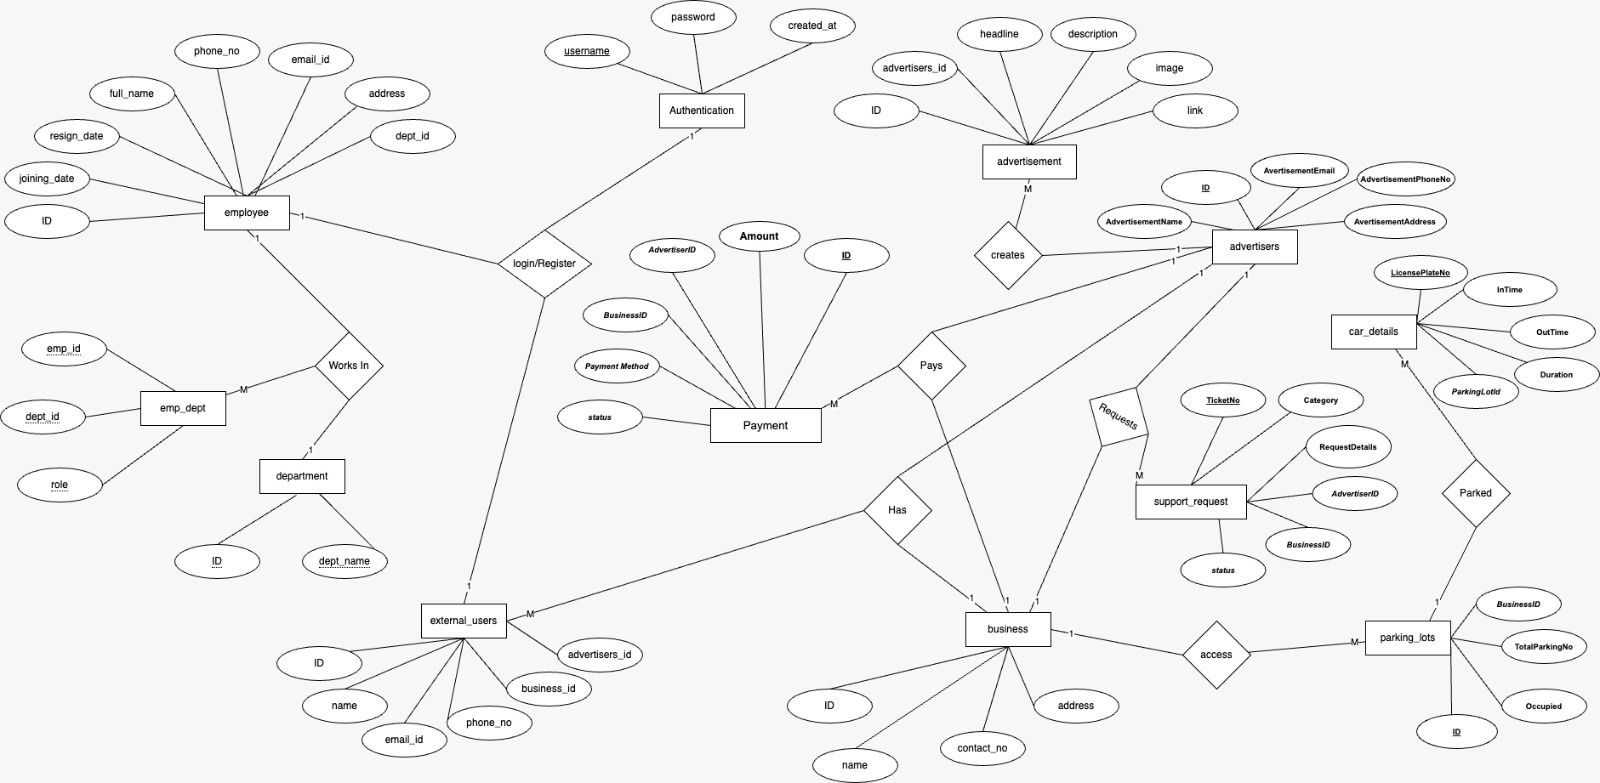 password
created_at
username
Authentication
1
phone_no
email_id
full_name
address
resign_date
dept_id
joining_date
ID
employee
1
1
login/Register
headline
description
advertisers_id
image
ID
link
advertisement
M
creates
1
AvertisementEmail
ID
AdvertisementPhoneNo
AdvertisementName
AvertisementAddress
advertisers
1
1
1
Amount
AdvertiserID
ID
BusinessID
Payment Method
status
Payment
M
Pays
LicensePlateNo
InTime
car_details
OutTime
Duration
ParkingLotId
M
Parked
1
emp_id
Works In
M
emp_dept
dept_id
role
1
department
ID
dept_name
Requests
M
TicketNo
Category
RequestDetails
AdvertiserID
support_request
BusinessID
status
Has
1
M
external_users
ID
advertisers_id
name
business_id
phone_no
email_id
1
1
1
business
1
ID
address
name
contact_no
access
M
parking_lots
BusinessID
TotalParkingNo
Occupied
ID